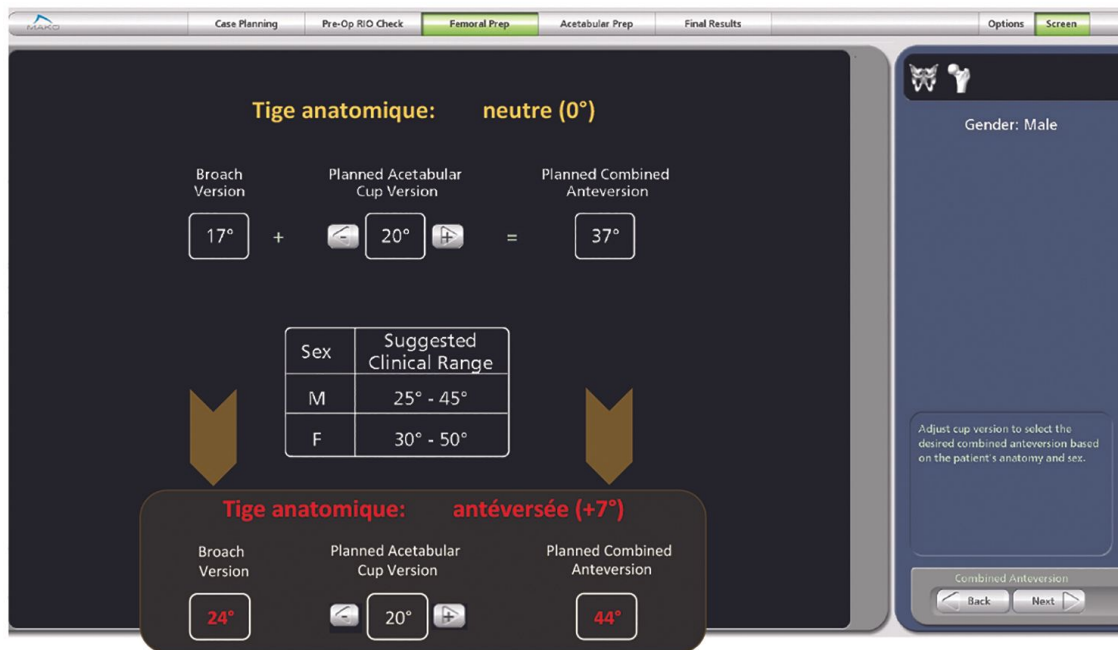 MAKO
Case Planning Pre-Op RIO Check Femoral Prep Acetabular Prep Final Results Options Screen
Tige anatomique: neutre (0°)
Gender: Male
Broach Version
Planned Acetabular Cup Version
Planned Combined Anteversion
17° + - 20° + = 37°
Sex Suggested Clinical Range
M 25° - 45°
F 30° - 50°
Adjust cup version to select the
desired combined anteversion based
on the patient's anatomy and sex.
Tige anatomique: antéversée (+7°)
Broach Version
Planned Acetabular Cup Version
Planned Combined Anteversion
24° - 20° + 44°
Combined Anteversion
Back Next